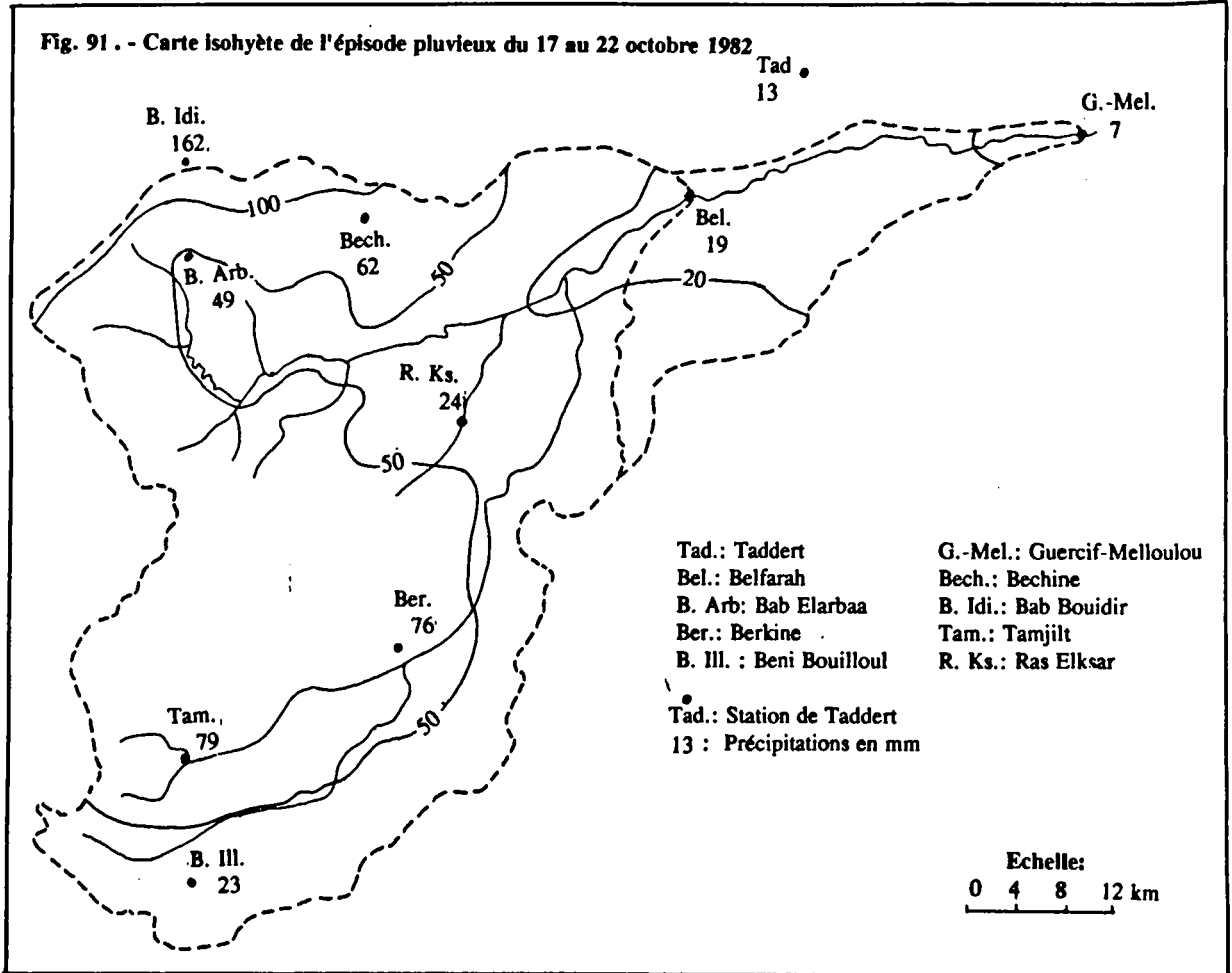 Fig. 91 . - Carte isohyète de l'épisode pluvieux du 17 au 22 octobre 1982
Tad
13
G.-Mel.
7
B. Idi.
162.
100
Bech.
62
50
Bel.
19
B. Arb.
49
20
R. Ks.
24
50
Ber.
76
Tam.
79
50
B. Ill.
23
Tad.: Taddert
Bel.: Belfarah
B. Arb: Bab Elarbaa
Ber.: Berkine
B. Ill. : Beni Bouilloul
G.-Mel.: Guercif-Melloulou
Bech.: Bechine
B. Idi.: Bab Bouidir
Tam.: Tamjilt
R. Ks.: Ras Elksar
Tad.: Station de Taddert
13 : Précipitations en mm
Echelle:
0 4 8 12 km